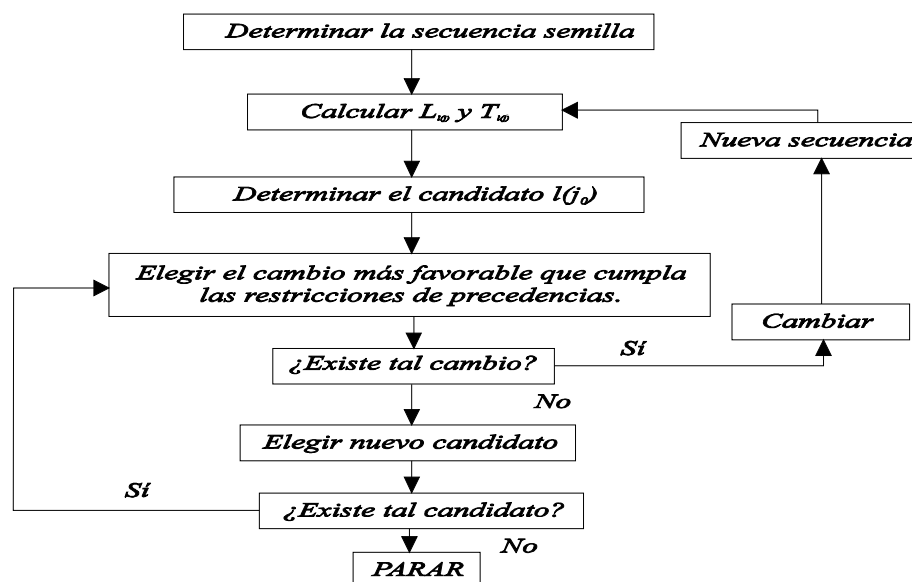 Determinar la secuencia semilla
Calcular L y T
Nueva secuencia
Determinar el candidato l(j₀)
Elegir el cambio más favorable que cumpla
las restricciones de precedencias.
Cambiar
Sí
¿Existe tal cambio?
No
Elegir nuevo candidato
Sí
¿Existe tal candidato?
No
PARAR